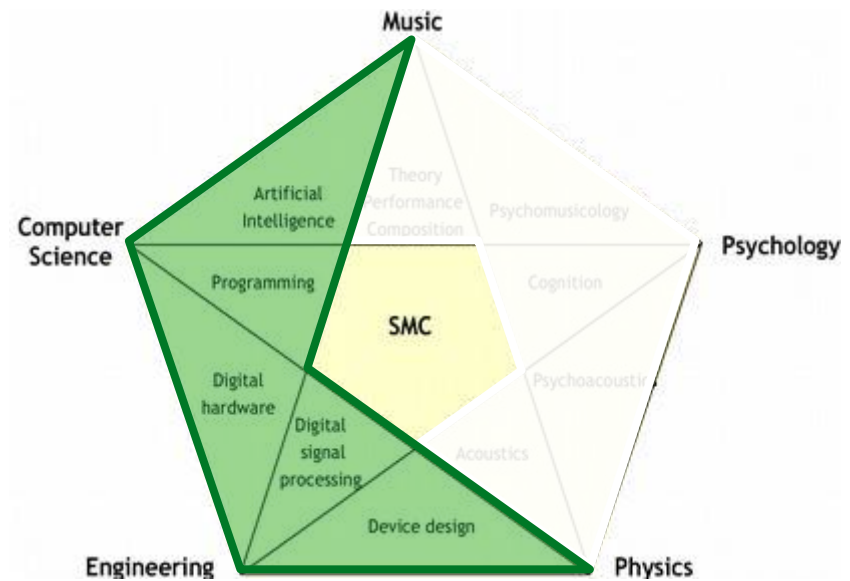 Music
Theory
Performance
Composition
Artificial
Intelligence
Psychomusicology
Computer
Science
Psychology
Programming
Cognition
SMC
Digital
hardware
Psychoacoustic
Digital
signal
processing
Acoustics
Device design
Engineering
Physics